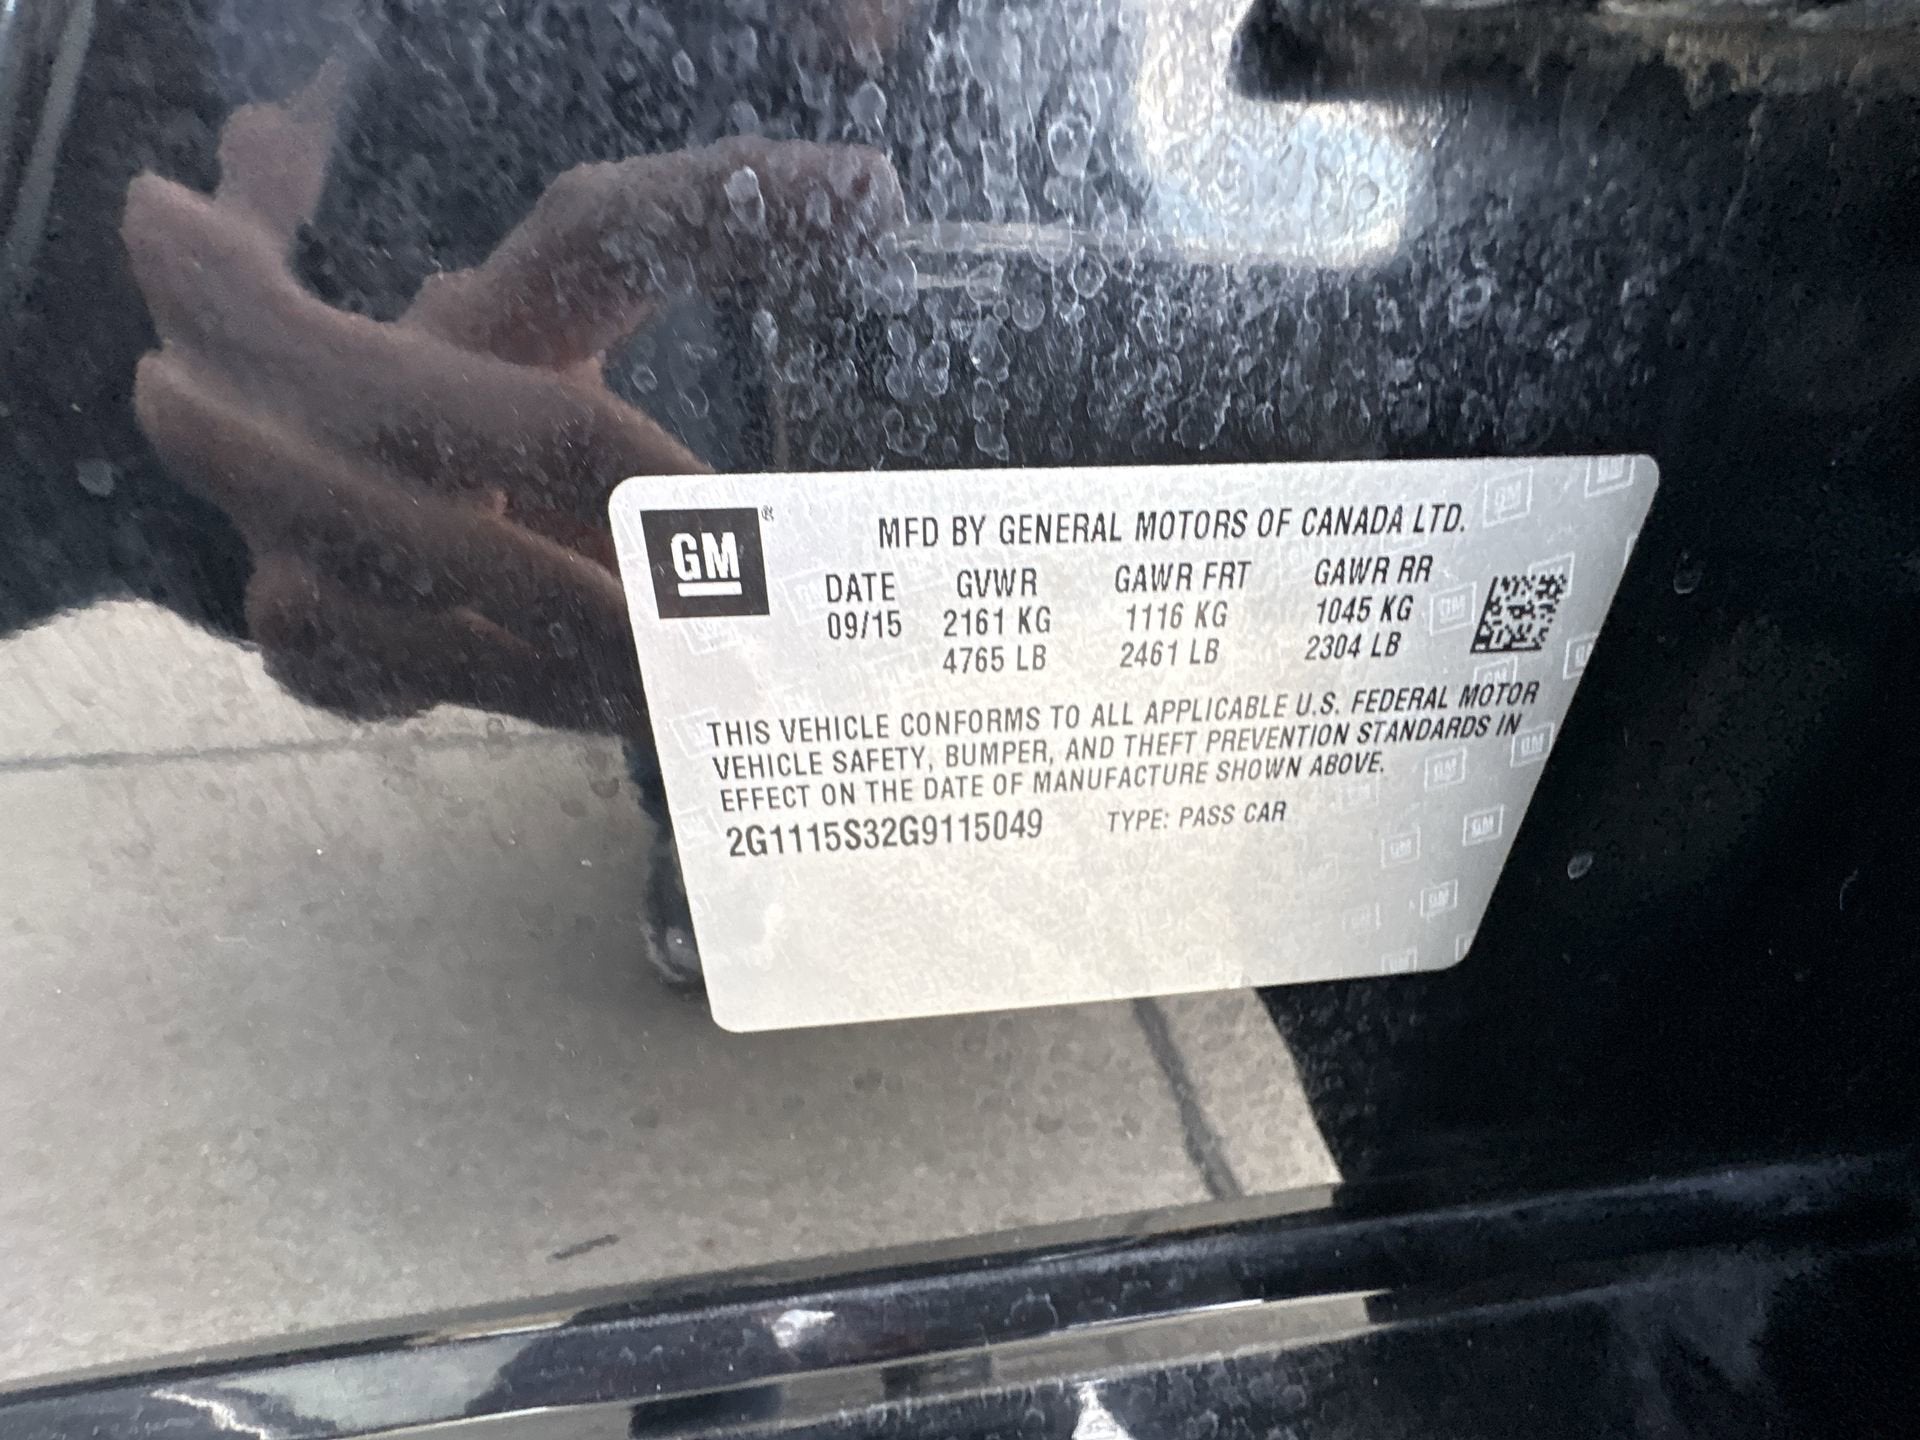 GM ®
MFD BY GENERAL MOTORS OF CANADA LTD.
DATE GVWR GAWR FRT GAWR RR
09/15 2161 KG 1116 KG 1045 KG
4765 LB 2461 LB 2304 LB
THIS VEHICLE CONFORMS TO ALL APPLICABLE U.S. FEDERAL MOTOR
VEHICLE SAFETY, BUMPER, AND THEFT PREVENTION STANDARDS IN
EFFECT ON THE DATE OF MANUFACTURE SHOWN ABOVE.
2G1115S32G9115049 TYPE: PASS CAR